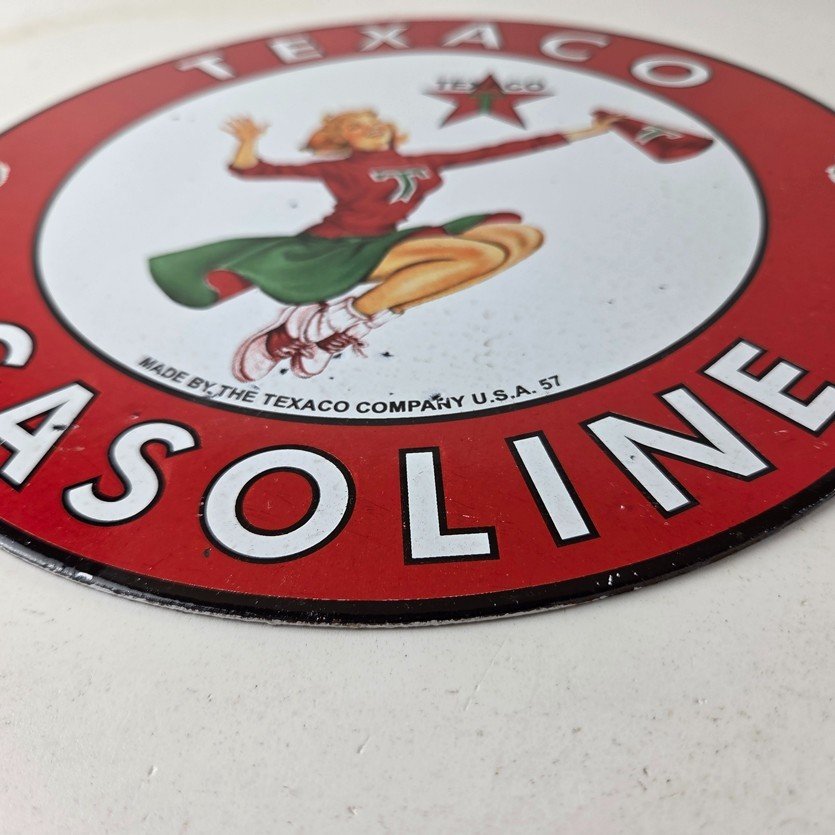 TEXACO
TEXACO
T
T
T
MADE BY THE TEXACO COMPANY U.S.A. 57
GASOLINE